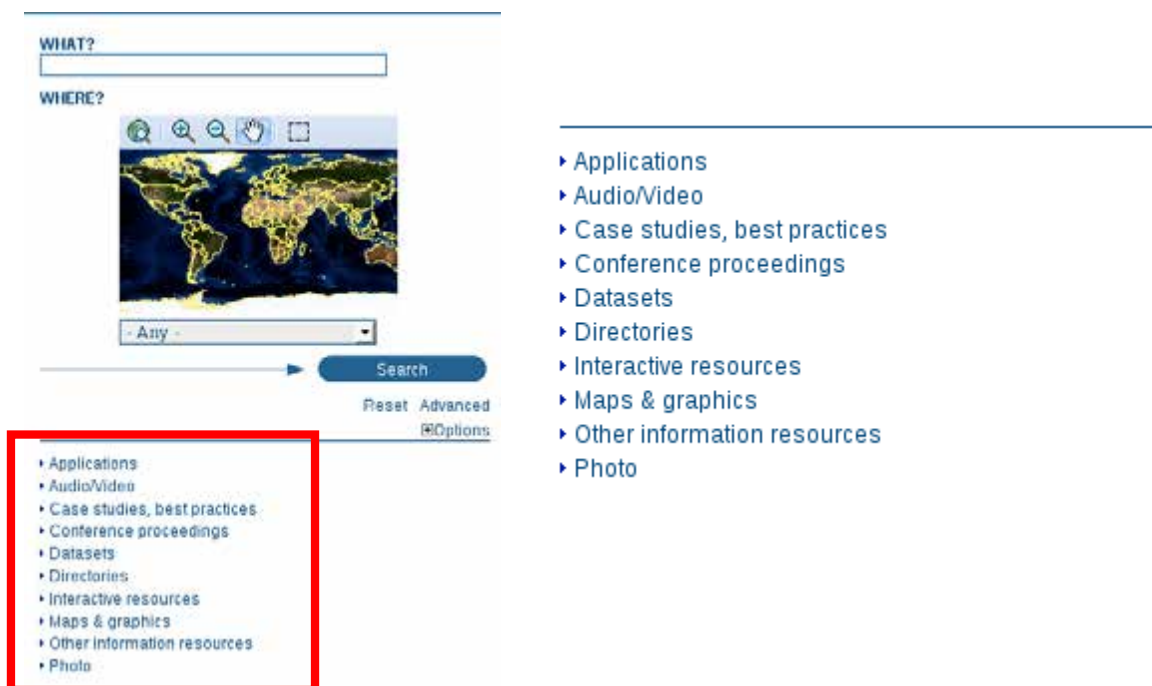 WHAT?
WHERE?
- Any -
Search
Reset Advanced
Options
Applications
Audio/Video
Case studies, best practices
Conference proceedings
Datasets
Directories
Interactive resources
Maps & graphics
Other information resources
Photo
Applications
Audio/Video
Case studies, best practices
Conference proceedings
Datasets
Directories
Interactive resources
Maps & graphics
Other information resources
Photo